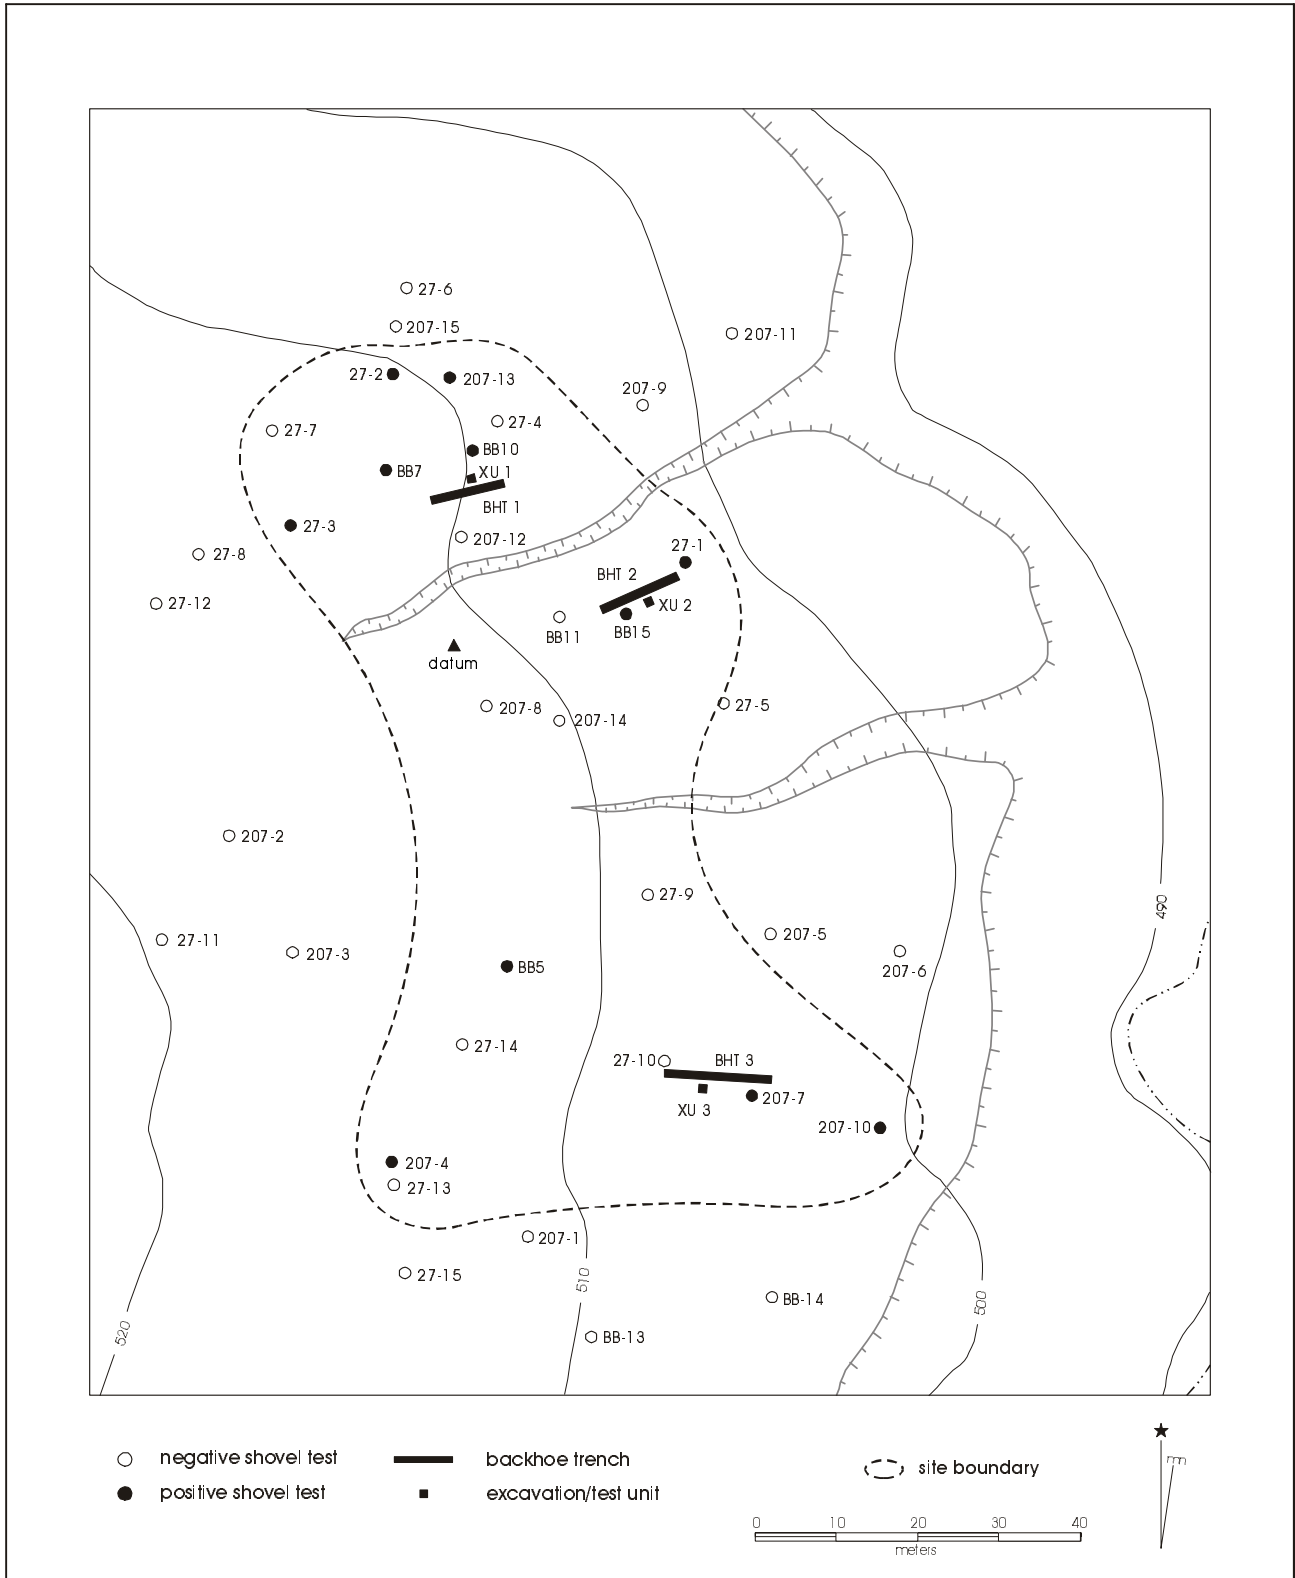 27-6
207-15
207-11
27-2
207-13
207-9
27-4
27-7
BB10
BB7
XU 1
BHT 1
27-3
207-12
27-8
27-1
BHT 2
27-12
XU 2
BB15
BB11
datum
207-8
207-14
27-5
207-2
27-9
490
207-5
27-11
207-3
BB5
207-6
27-14
27-10
BHT 3
207-7
XU 3
207-10
207-4
27-13
207-1
27-15
510
BB-14
500
520
BB-13
negative shovel test
backhoe trench
site boundary
mn
positive shovel test
excavation/test unit
0 10 20 30 40
meters